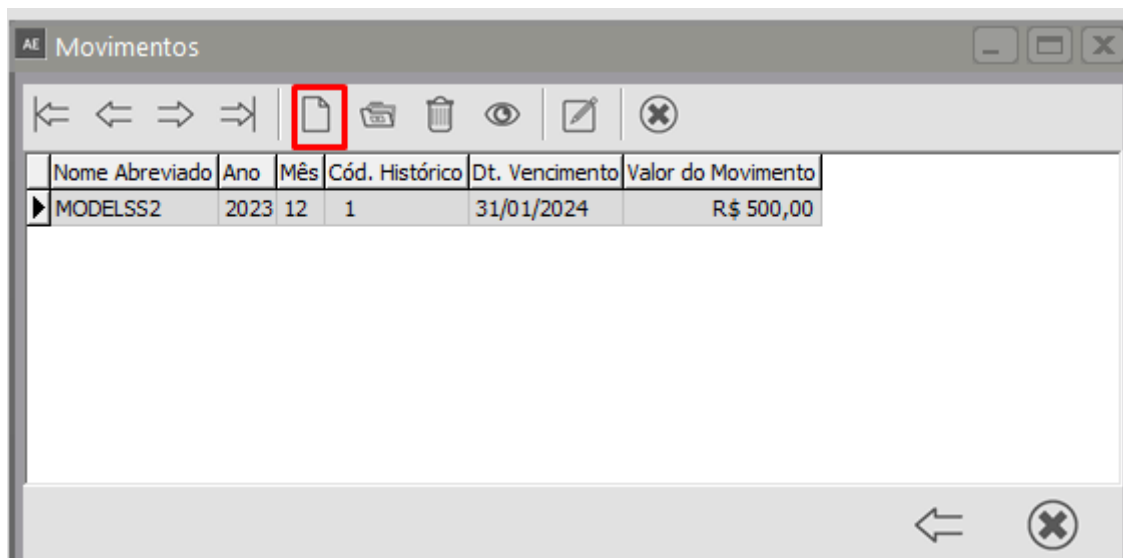 AE Movimentos
Nome Abreviado Ano Mês Cód. Histórico Dt. Vencimento Valor do Movimento
MODELSS2 2023 12 1 31/01/2024 R$ 500,00